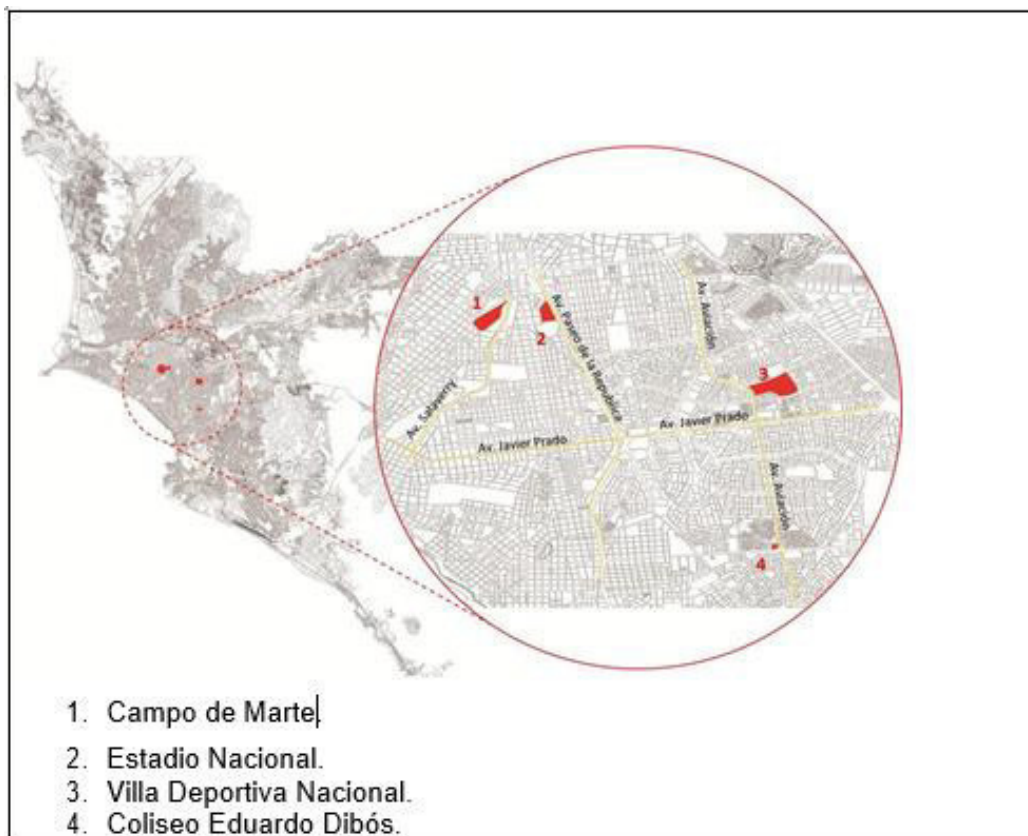 1
2
3
4
Av. Salaverry
Av. Paseo de la Republica
Av. Aviación
Av. Javier Prado
Av. Javier Prado
Av. Aviación
1. Campo de Marte
2. Estadio Nacional.
3. Villa Deportiva Nacional.
4. Coliseo Eduardo Dibós.